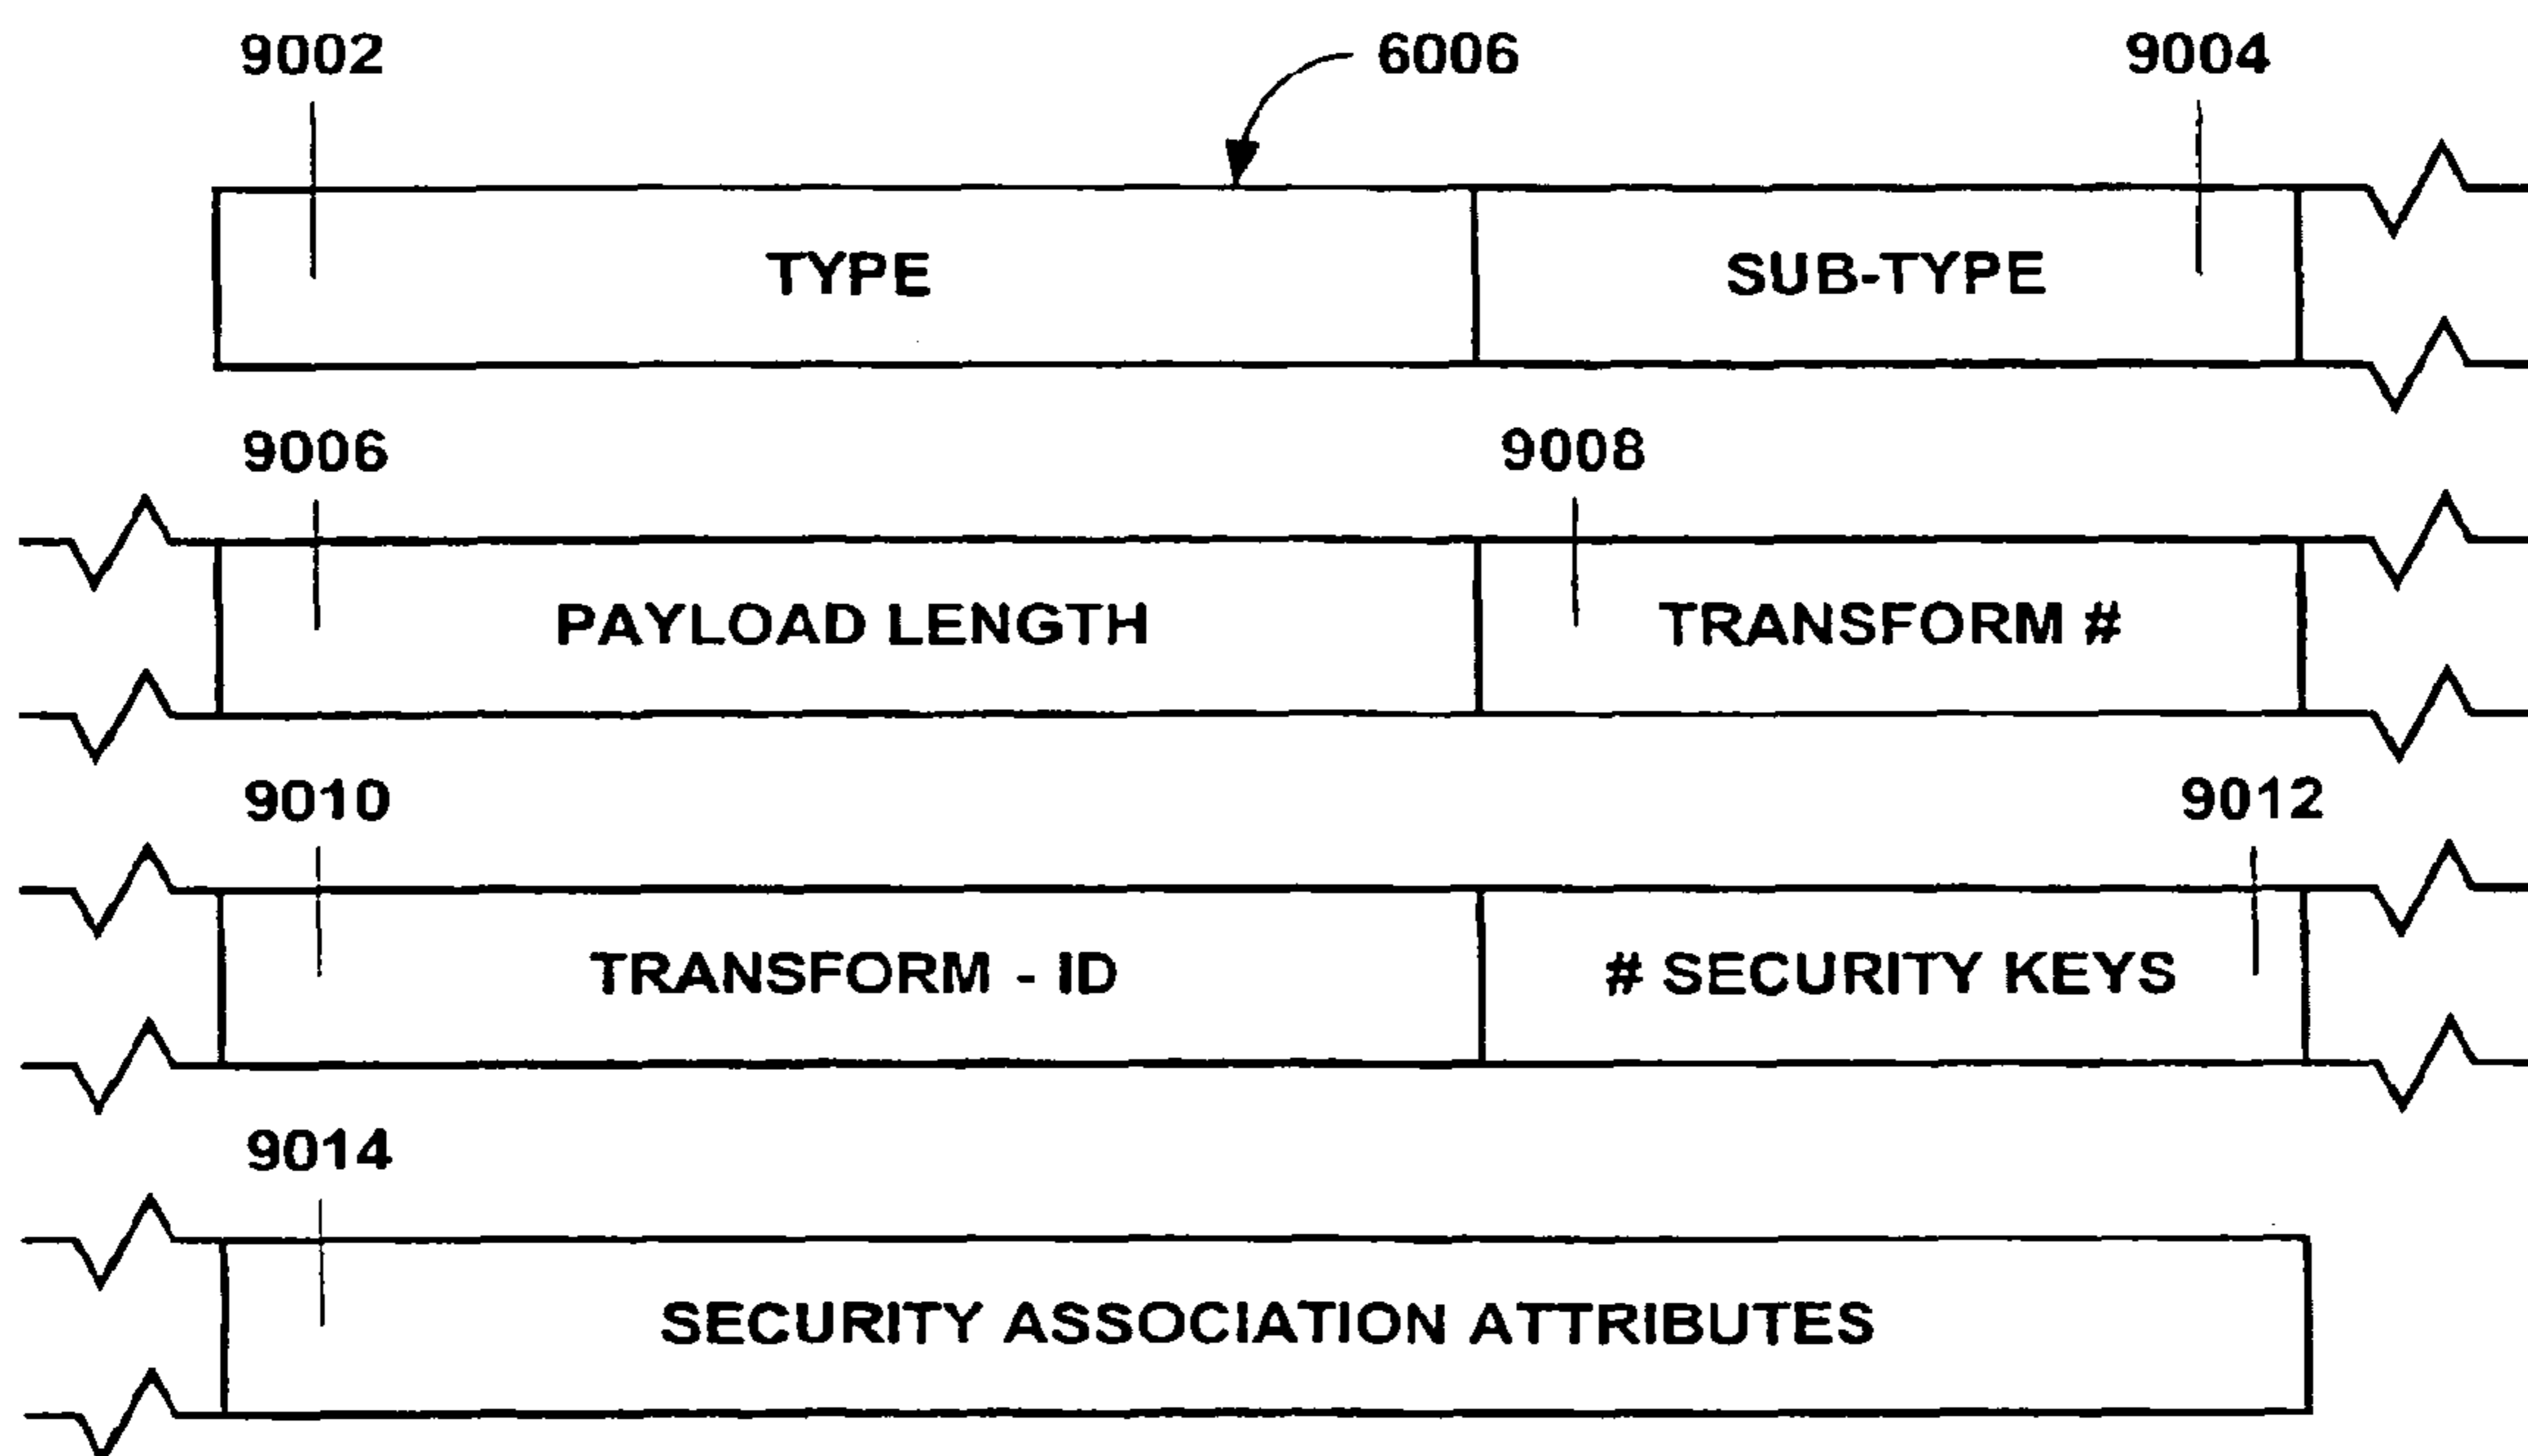 9002 6006 9004
TYPE SUB-TYPE
9006 9008
PAYLOAD LENGTH TRANSFORM #
9010 9012
TRANSFORM - ID # SECURITY KEYS
9014
SECURITY ASSOCIATION ATTRIBUTES